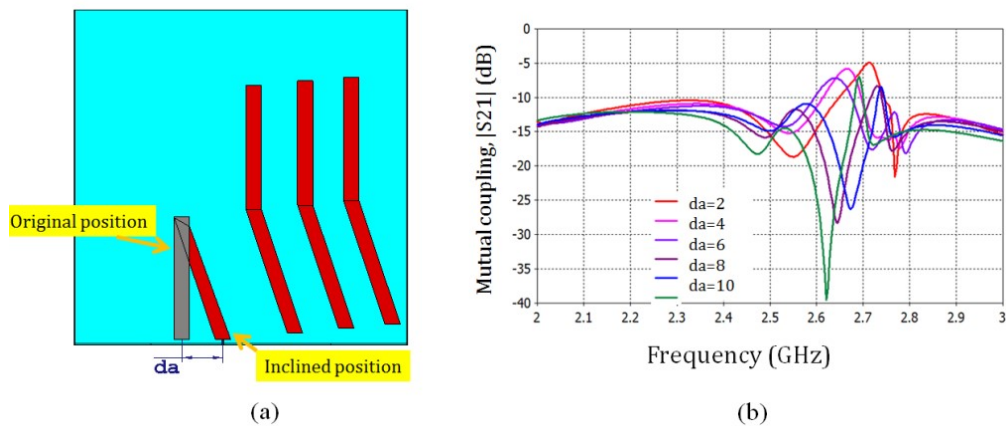 Original position
da
Inclined position
(a)
Mutual coupling, |S21| (dB)
0
-5
-10
-15
-20
-25
-30
-35
-40
2
2.1
2.2
2.3
2.4
2.5
2.6
2.7
2.8
2.9
3
da=2
da=4
da=6
da=8
da=10
Frequency (GHz)
(b)